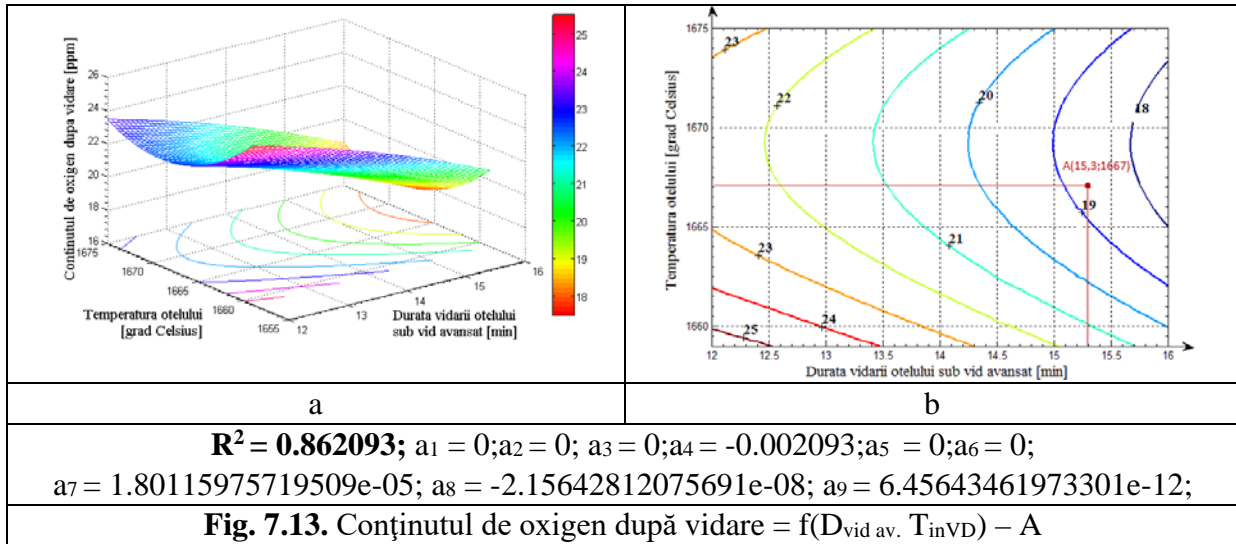 Continutul de oxigen dupa vidare [ppm]
26
24
22
20
18
16
1675
1670
1665
1660
1655
12
13
14
15
16
Temperatura otelului
[grad Celsius]
Durata vidarii otelului
sub vid avansat [min]
25
24
23
22
21
20
19
18
Temperatura otelului [grad Celsius]
1675
1670
1665
1660
23
22
20
18
A(15,3;1667)
19
23
21
24
25
12 12.5 13 13.5 14 14.5 15 15.5 16
Durata vidarii otelului sub vid avansat [min]
a
b
R2 = 0.862093; a1 = 0;a2 = 0; a3 = 0;a4 = -0.002093;a5 = 0;a6 = 0;
a7 = 1.80115975719509e-05; a8 = -2.15642812075691e-08; a9 = 6.45643461973301e-12;
Fig. 7.13. Conţinutul de oxigen după vidare = f(Dvid av. TinVD) – A